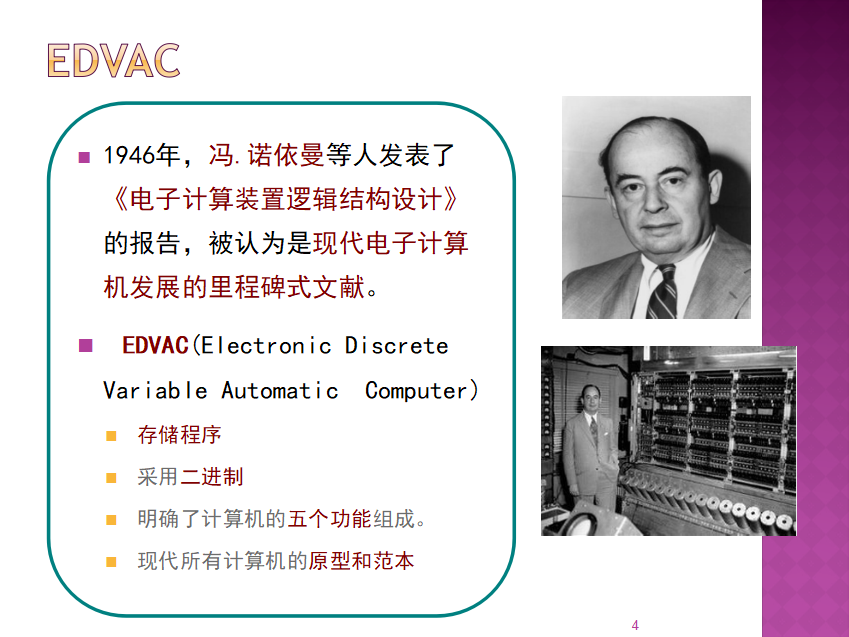 EDVAC
1946年，冯.诺依曼等人发表了
《电子计算装置逻辑结构设计》
的报告，被认为是现代电子计算
机发展的里程碑式文献。
EDVAC(Electronic Discrete
Variable Automatic Computer)
存储程序
采用二进制
明确了计算机的五个功能组成。
现代所有计算机的原型和范本
4